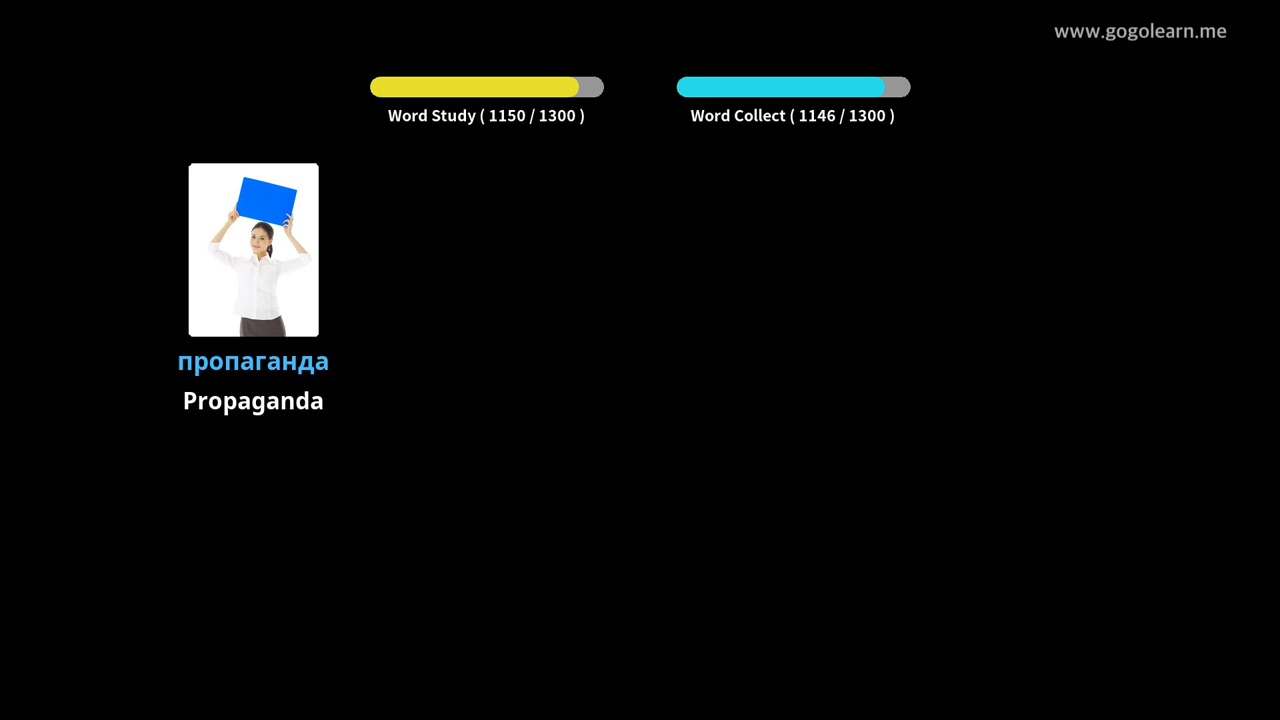 www.gogolearn.me
Word Study ( 1150 / 1300 )
Word Collect ( 1146 / 1300 )
пропаганда
Propaganda